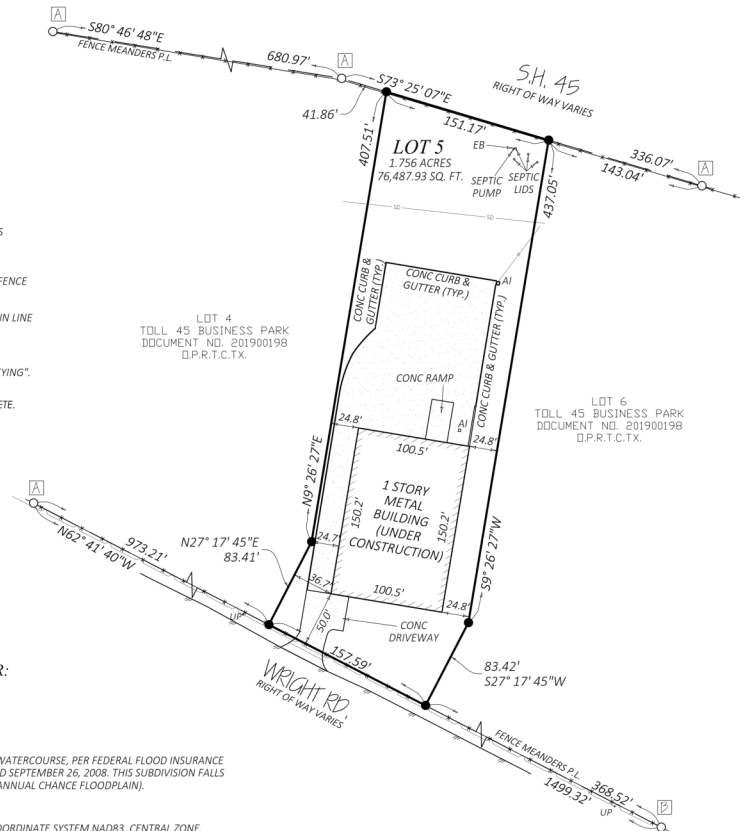 A
S80° 46' 48"E
FENCE MEANDERS P.L.
680.97'
A
S73° 25' 07"E
41.86'
S.H. 45
RIGHT OF WAY VARIES
151.17'
407.51'
LOT 5
1.756 ACRES
76,487.93 SQ. FT.
EB
SEPTIC
PUMP
SEPTIC
LIDS
437.05'
336.07'
143.04'
A
SD
SD
S
FENCE
IN LINE
YING".
TE.
LOT 4
TOLL 45 BUSINESS PARK
DOCUMENT NO. 201900198
O.P.R.T.C.TX.
CONC CURB &
GUTTER (TYP.)
CONC CURB &
GUTTER (TYP.)
AI
CONC CURB & GUTTER (TYP.)
CONC RAMP
AI
LOT 6
TOLL 45 BUSINESS PARK
DOCUMENT NO. 201900198
O.P.R.T.C.TX.
24.8'
100.5'
24.8'
N9° 26' 27"E
150.2'
1 STORY
METAL
BUILDING
(UNDER
CONSTRUCTION)
150.2'
S9° 26' 27"W
A
N62° 41' 40"W
973.21'
N27° 17' 45"E
83.41'
24.7'
36.7'
100.5'
24.8'
50.0'
UP
CONC
DRIVEWAY
157.59'
WRIGHT RD.
RIGHT OF WAY VARIES
83.42'
S27° 17' 45"W
R:
FENCE MEANDERS P.L.
368.52'
1499.32'
UP
B
WATERCOURSE, PER FEDERAL FLOOD INSURANCE
D SEPTEMBER 26, 2008. THIS SUBDIVISION FALLS
ANNUAL CHANCE FLOODPLAIN).
OORDINATE SYSTEM NAD83, CENTRAL ZONE.